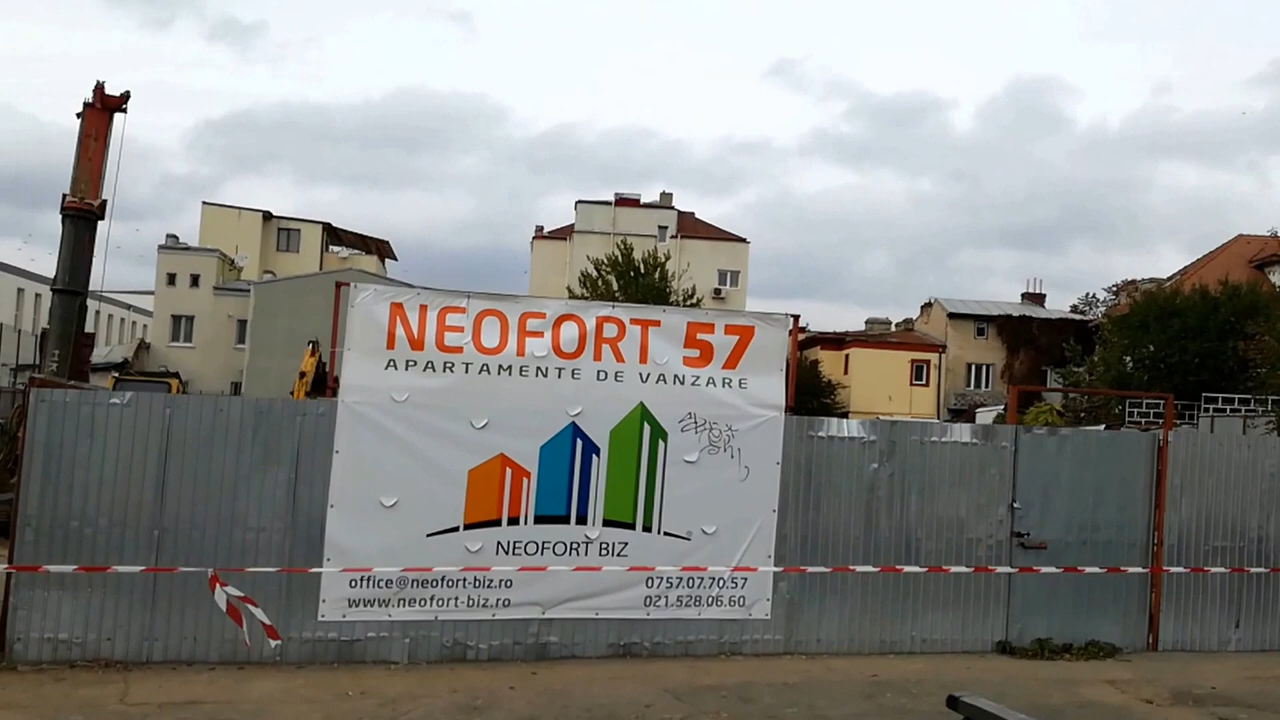 NEOFORT 57
APARTAMENTE DE VANZARE
NEOFORT BIZ
office@neofort-biz.ro
www.neofort-biz.ro
0757.07.70.57
021.528.06.60